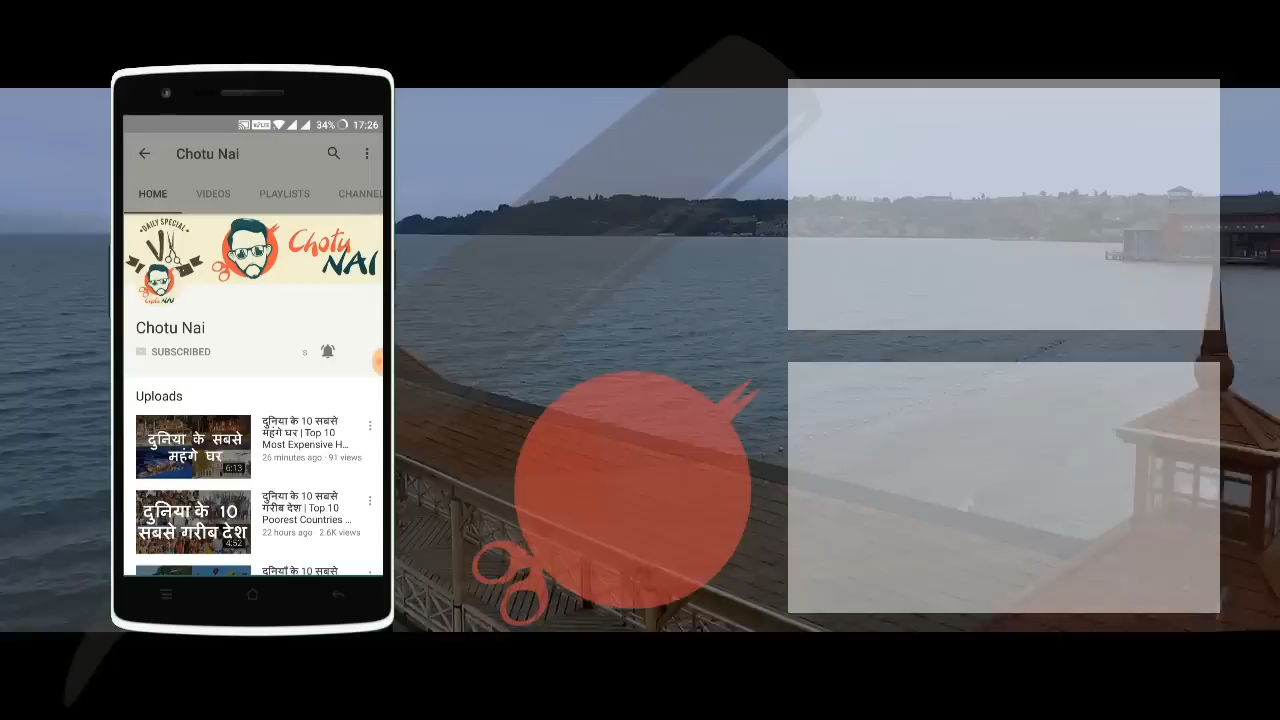 34% 17:26
Chotu Nai
HOME VIDEOS PLAYLISTS CHANNEL
DAILY SPECIAL
Chotu
NAI
Chotu NAI
Chotu Nai
SUBSCRIBED
s
Uploads
दुनिया के सबसे
महंगे घर
6:13
दुनिया के 10 सबसे
महंगे घर | Top 10
Most Expensive H...
26 minutes ago · 91 views
दुनिया के 10
सबसे गरीब देश
4:52
दुनिया के 10 सबसे
गरीब देश | Top 10
Poorest Countries ...
22 hours ago · 2.6K views
दुनियाँ के 10 सबसे